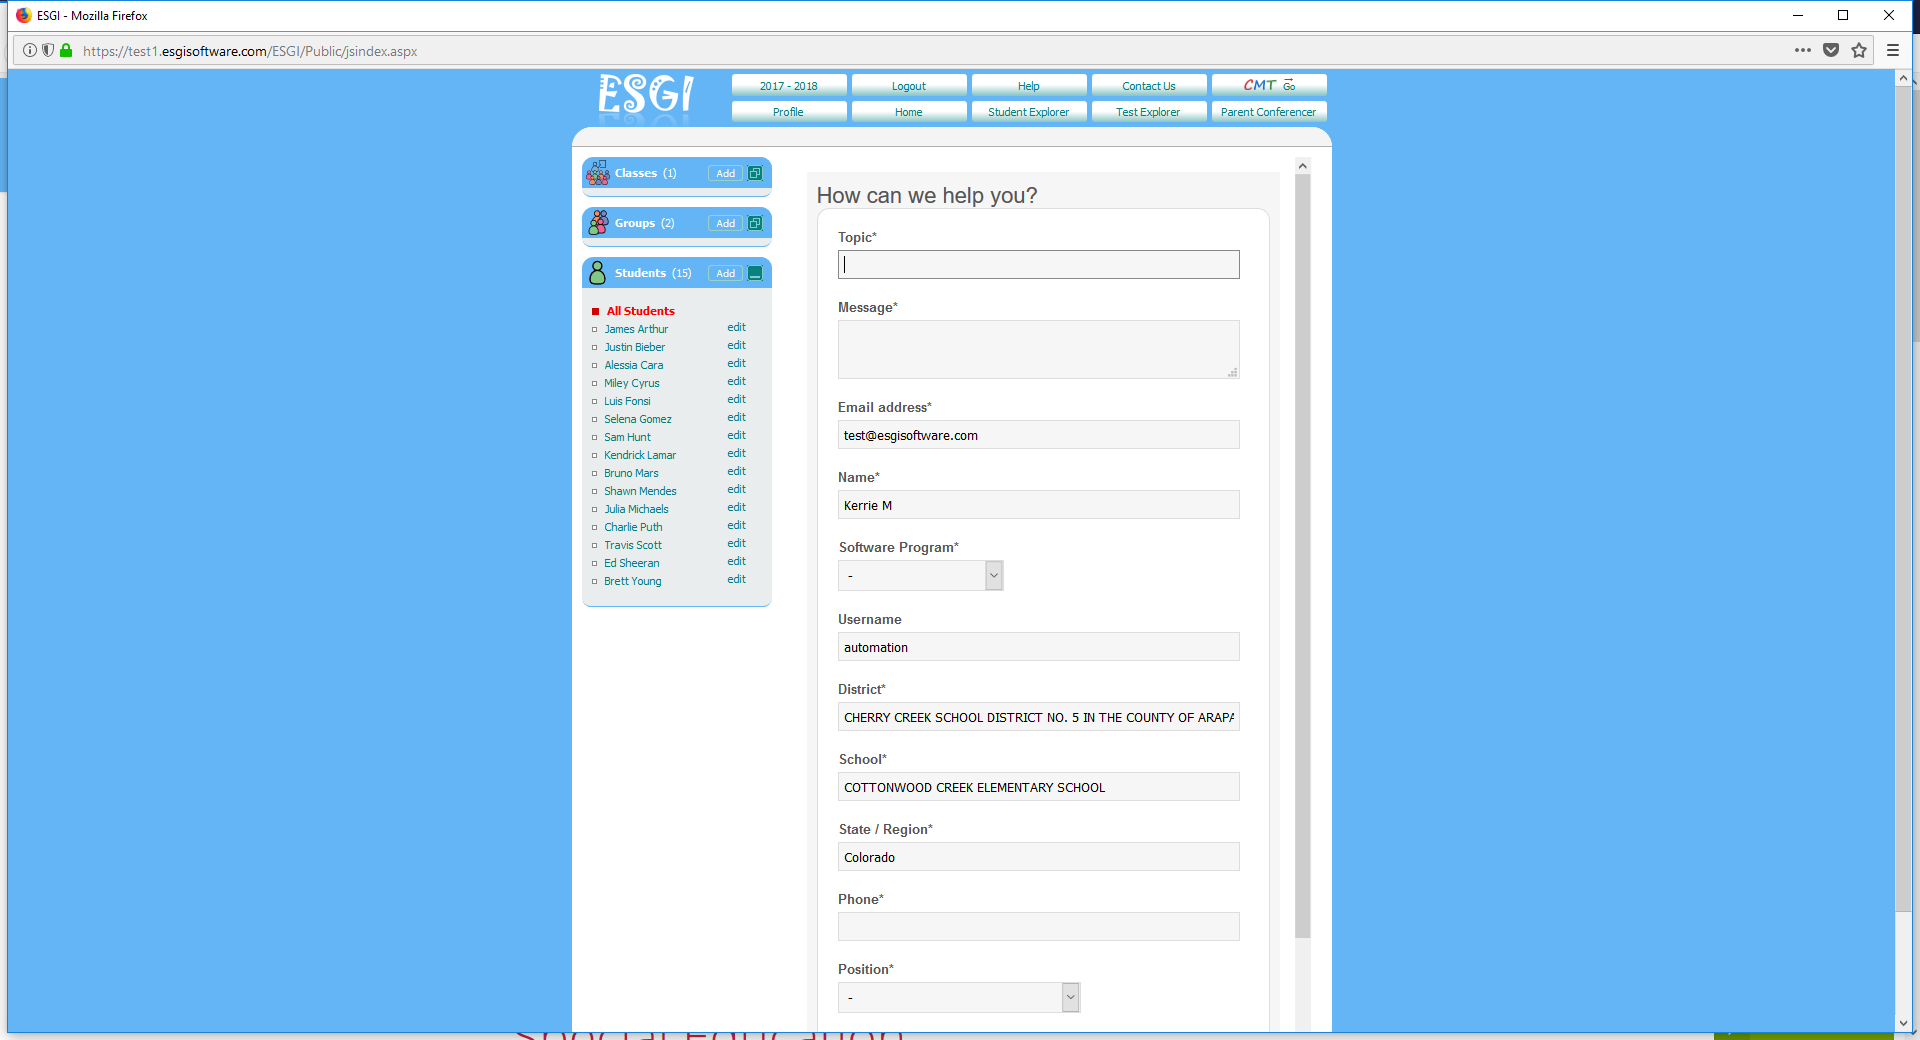 ESGI - Mozilla Firefox
https://test1.esgisoftware.com/ESGI/Public/jsindex.aspx
ESGI
2017 - 2018 Logout Help Contact Us CMT Go
Profile Home Student Explorer Test Explorer Parent Conferencer
Classes (1) Add
Groups (2) Add
Students (15) Add
All Students
James Arthur edit
Justin Bieber edit
Alessia Cara edit
Miley Cyrus edit
Luis Fonsi edit
Selena Gomez edit
Sam Hunt edit
Kendrick Lamar edit
Bruno Mars edit
Shawn Mendes edit
Julia Michaels edit
Charlie Puth edit
Travis Scott edit
Ed Sheeran edit
Brett Young edit
How can we help you?
Topic*
Message*
Email address*
test@esgisoftware.com
Name*
Kerrie M
Software Program*
-
Username
automation
District*
CHERRY CREEK SCHOOL DISTRICT NO. 5 IN THE COUNTY OF ARAPA
School*
COTTONWOOD CREEK ELEMENTARY SCHOOL
State / Region*
Colorado
Phone*
Position*
-
Special Education